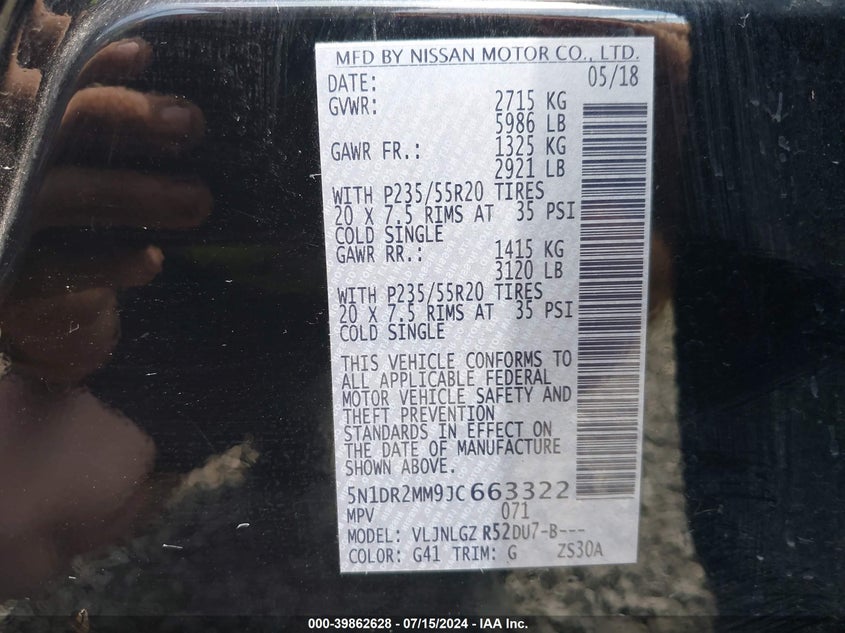 MFD BY NISSAN MOTOR CO., LTD.
DATE: 05/18
GVWR: 2715 KG
5986 LB
GAWR FR.: 1325 KG
2921 LB
WITH P235/55R20 TIRES
20 X 7.5 RIMS AT 35 PSI
COLD SINGLE
GAWR RR.: 1415 KG
3120 LB
WITH P235/55R20 TIRES
20 X 7.5 RIMS AT 35 PSI
COLD SINGLE
THIS VEHICLE CONFORMS TO
ALL APPLICABLE FEDERAL
MOTOR VEHICLE SAFETY AND
THEFT PREVENTION
STANDARDS IN EFFECT ON
THE DATE OF MANUFACTURE
SHOWN ABOVE.
5N1DR2MM9JC663322
MPV 071
MODEL: VLJNLGZ R52DU7-B---
COLOR: G41 TRIM: G ZS30A
000-39862628 - 07/15/2024 - IAA Inc.